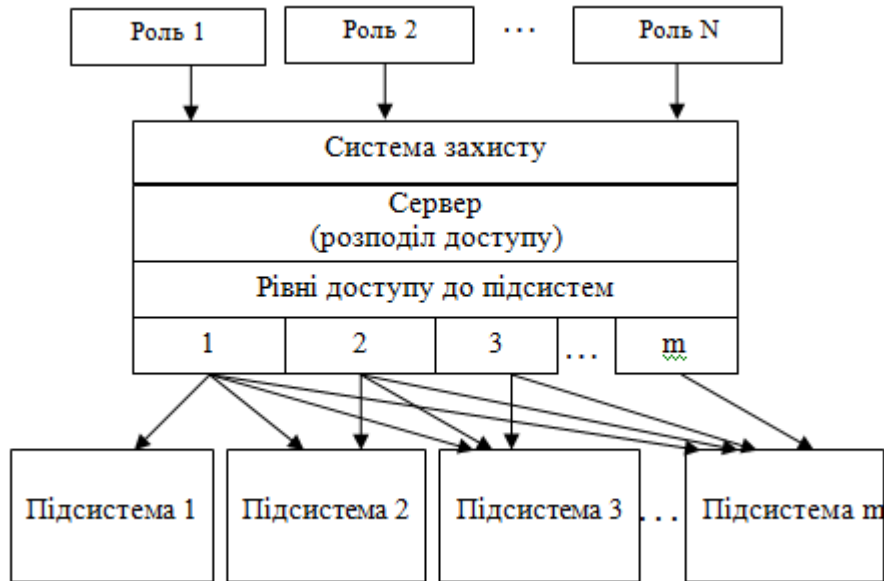 Роль 1
Роль 2
...
Роль N
Система захисту
Сервер
(розподіл доступу)
Рівні доступу до підсистем
1 2 3 ... m
Підсистема 1 Підсистема 2 Підсистема 3 ... Підсистема m